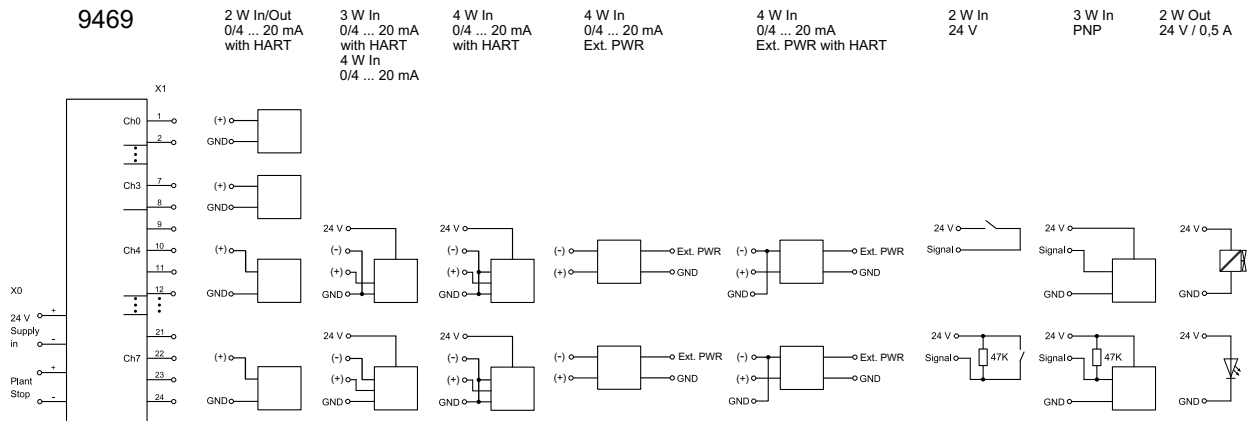 9469
2 W In/Out
0/4 ... 20 mA
with HART
3 W In
0/4 ... 20 mA
with HART
4 W In
0/4 ... 20 mA
4 W In
0/4 ... 20 mA
with HART
4 W In
0/4 ... 20 mA
Ext. PWR
4 W In
0/4 ... 20 mA
Ext. PWR with HART
2 W In
24 V
3 W In
PNP
2 W Out
24 V / 0,5 A
X1
Ch0
1
2
Ch3
7
8
9
Ch4
10
11
12
21
Ch7
22
23
24
X0
24 V
Supply
in
+
-
Plant
Stop
+
-
(+)
GND
(+)
GND
(+)
GND
(+)
GND
24 V
(-)
(+)
GND
24 V
(-)
(+)
GND
24 V
(-)
(+)
GND
24 V
(-)
(+)
GND
(-) Ext. PWR
(+) GND
(-) Ext. PWR
(+) GND
(-) Ext. PWR
(+) GND
GND
(-) Ext. PWR
(+) GND
GND
24 V
Signal
24 V
Signal 47K
24 V
Signal
GND
24 V
Signal 47K
GND
24 V
GND
24 V
GND